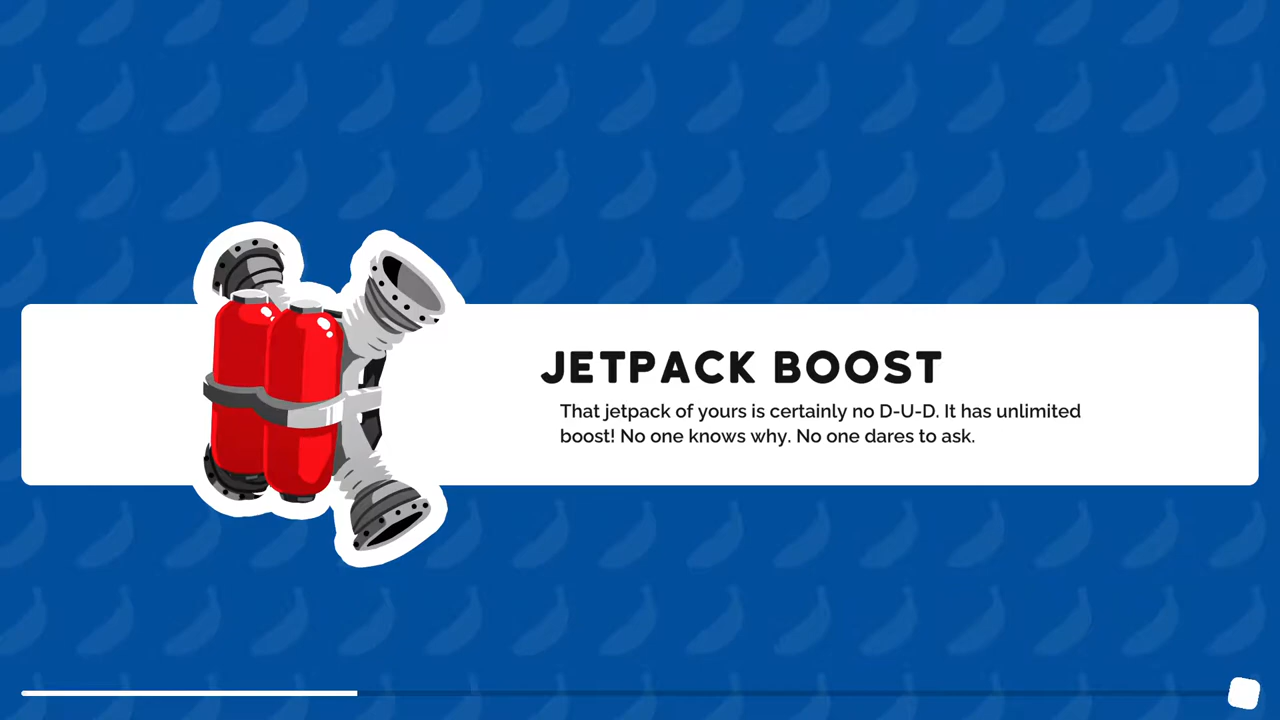 JETPACK BOOST
That jetpack of yours is certainly no D-U-D. It has unlimited
boost! No one knows why. No one dares to ask.